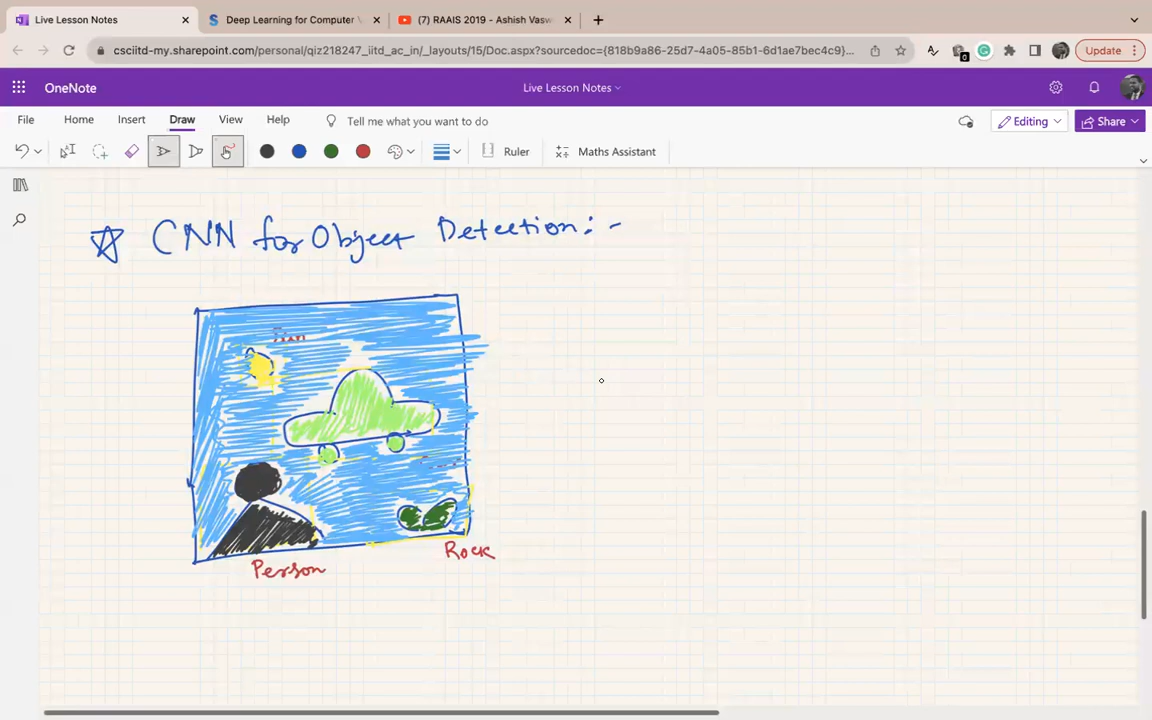 Live Lesson Notes
Deep Learning for Computer
(7) RAAIS 2019 - Ashish Vasw
csciitd-my.sharepoint.com/personal/qiz218247_iitd_ac_in/_layouts/15/Doc.aspx?sourcedoc={818b9a86-25d7-4a05-85b1-6d1ae7bec4c9}...
0
Update
OneNote
Live Lesson Notes
File Home Insert Draw View Help Tell me what you want to do
Editing Share
Ruler Maths Assistant
CNN for Object Detection:-
Person
Rock